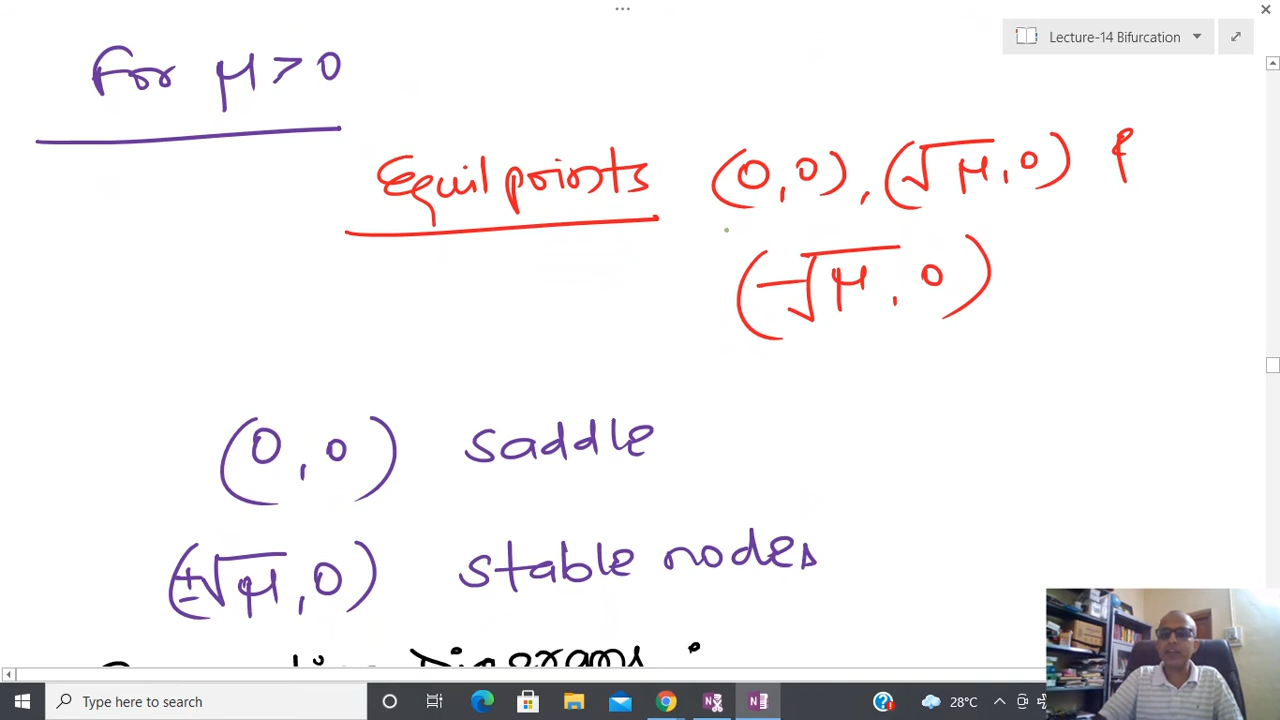 Lecture-14 Bifurcation
For μ > 0
Equil points (0,0), (√μ, 0) &
(-√μ, 0)
(0, 0) saddle
(±√μ, 0) stable nodes
Diagrams :
Type here to search
28°C